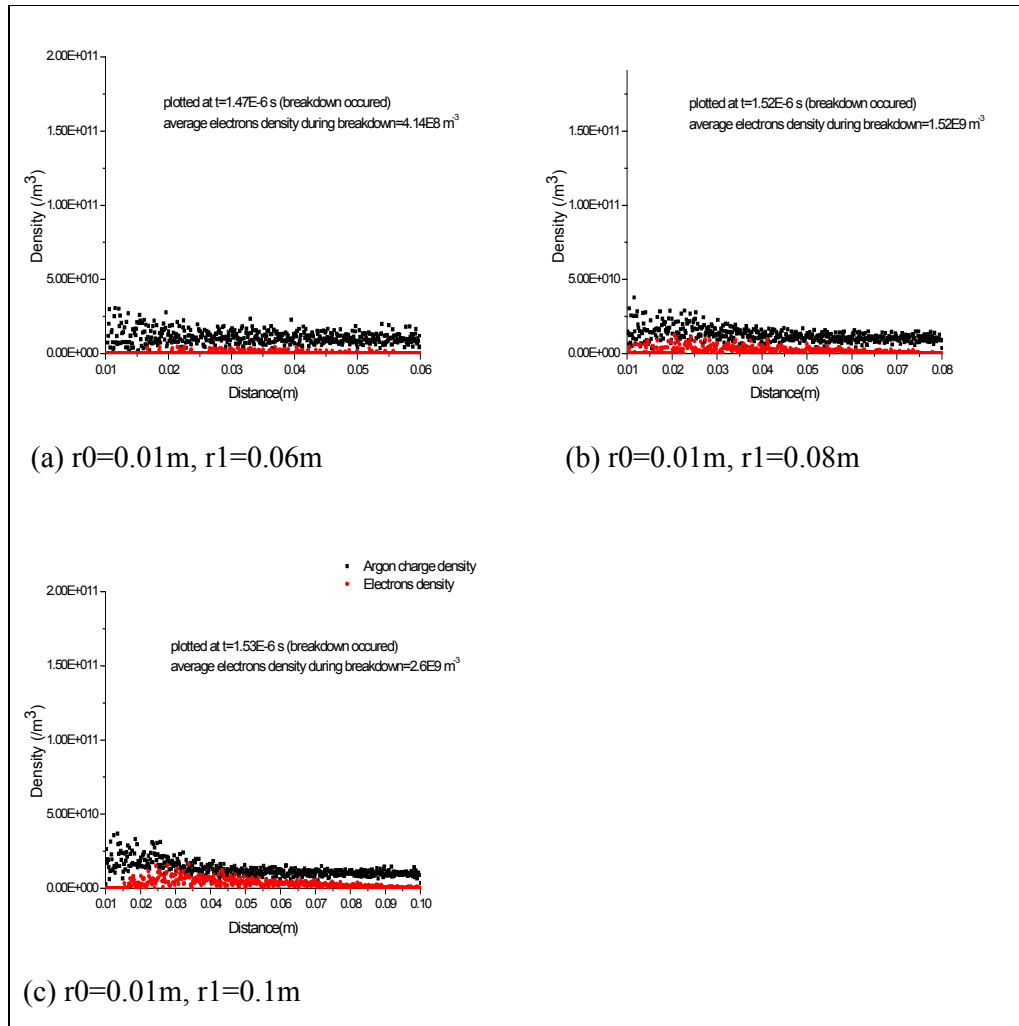 2.00E+011
1.50E+011
1.00E+011
5.00E+010
0.00E+000
Density (/m³)
plotted at t=1.47E-6 s (breakdown occured)
average electrons density during breakdown=4.14E8 m⁻³
0.01 0.02 0.03 0.04 0.05 0.06
Distance(m)
(a) r0=0.01m, r1=0.06m
1.50E+011
1.00E+011
5.00E+010
0.00E+000
Density (/m³)
plotted at t=1.52E-6 s (breakdown occured)
average electrons density during breakdown=1.52E9 m⁻³
0.01 0.02 0.03 0.04 0.05 0.06 0.07 0.08
Distance(m)
(b) r0=0.01m, r1=0.08m
Argon charge density
Electrons density
2.00E+011
1.50E+011
1.00E+011
5.00E+010
0.00E+000
Density (/m³)
plotted at t=1.53E-6 s (breakdown occured)
average electrons density during breakdown=2.6E9 m⁻³
0.01 0.02 0.03 0.04 0.05 0.06 0.07 0.08 0.09 0.10
Distance(m)
(c) r0=0.01m, r1=0.1m